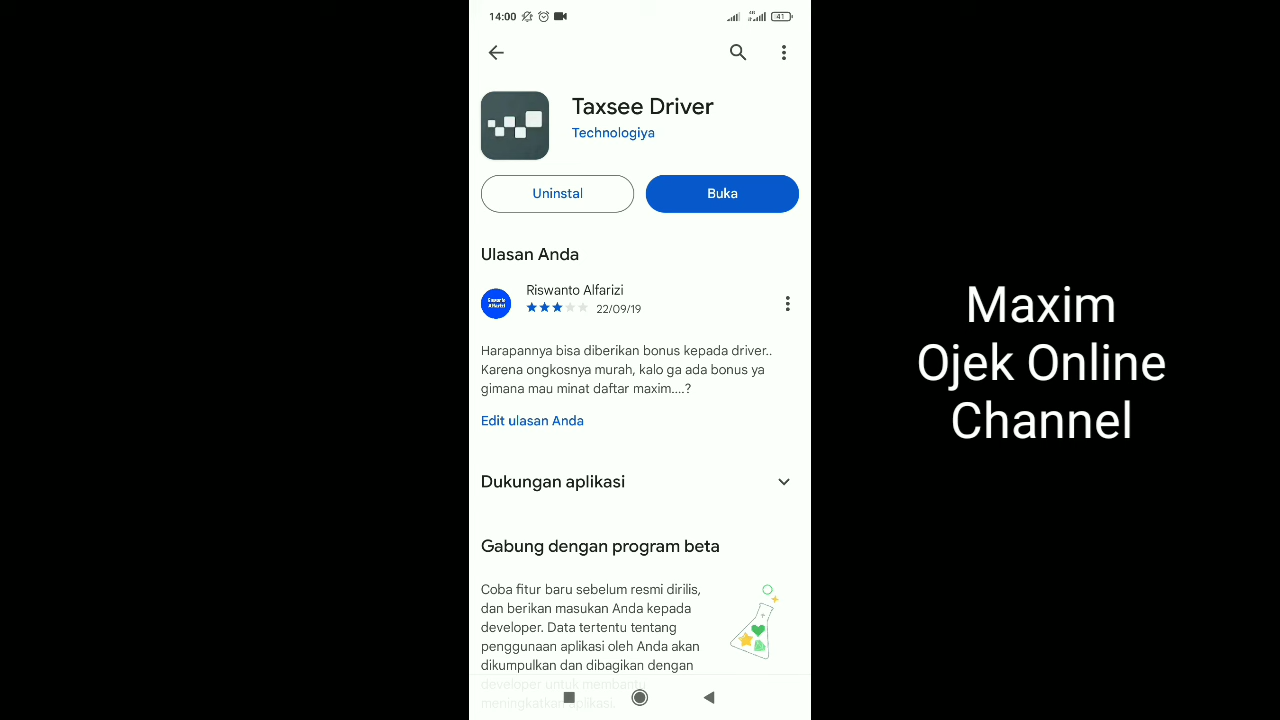 14:00
41
Taxsee Driver
Technologiya
Uninstal
Buka
Ulasan Anda
Riswanto Alfarizi
22/09/19
Harapannya bisa diberikan bonus kepada driver..
Karena ongkosnya murah, kalo ga ada bonus ya
gimana mau minat daftar maxim....?
Edit ulasan Anda
Dukungan aplikasi
Gabung dengan program beta
Coba fitur baru sebelum resmi dirilis,
dan berikan masukan Anda kepada
developer. Data tertentu tentang
penggunaan aplikasi oleh Anda akan
dikumpulkan dan dibagikan dengan
developer untuk membantu
meningkatkan aplikasi.
Maxim
Ojek Online
Channel